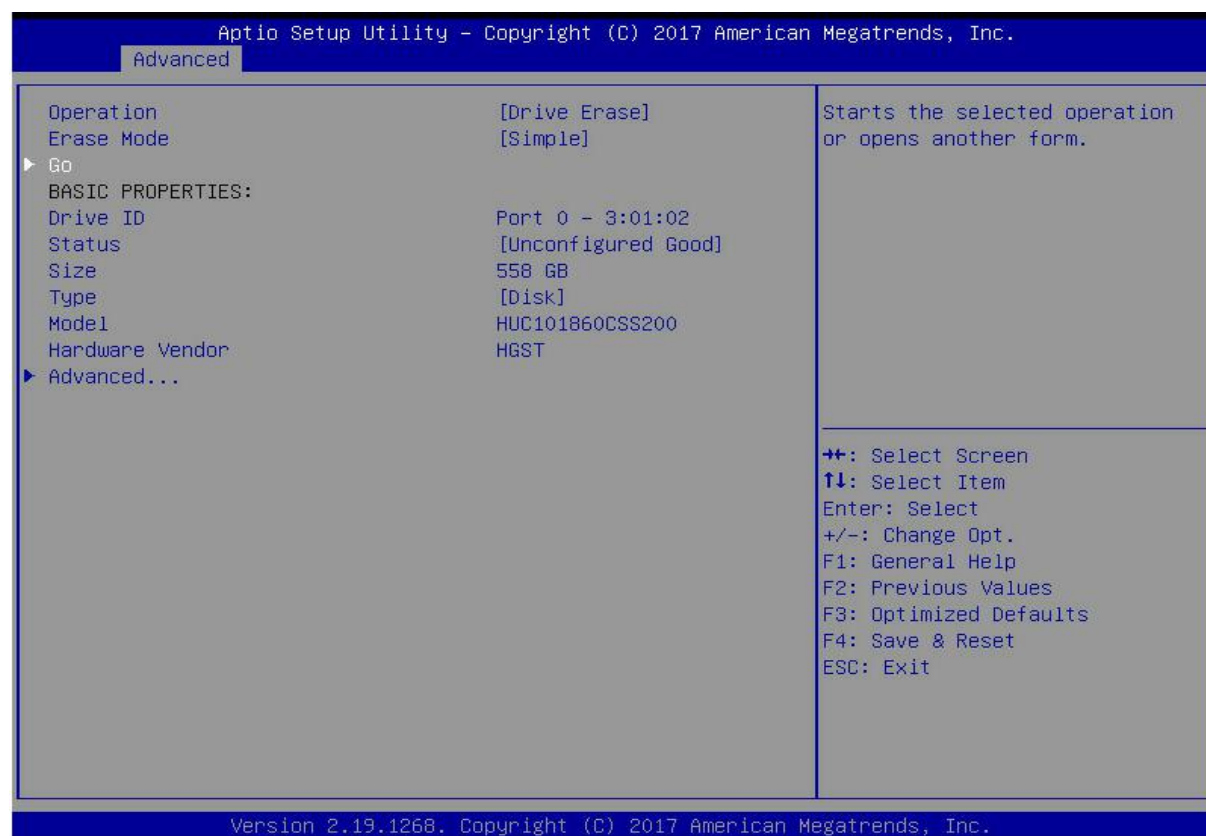 Aptio Setup Utility – Copyright (C) 2017 American Megatrends, Inc.
Advanced
Operation [Drive Erase]
Erase Mode [Simple]
Go
BASIC PROPERTIES:
Drive ID Port 0 – 3:01:02
Status [Unconfigured Good]
Size 558 GB
Type [Disk]
Model HUC101860CSS200
Hardware Vendor HGST
Advanced...
Starts the selected operation
or opens another form.
→←: Select Screen
↑↓: Select Item
Enter: Select
+/-: Change Opt.
F1: General Help
F2: Previous Values
F3: Optimized Defaults
F4: Save & Reset
ESC: Exit
Version 2.19.1268. Copyright (C) 2017 American Megatrends, Inc.